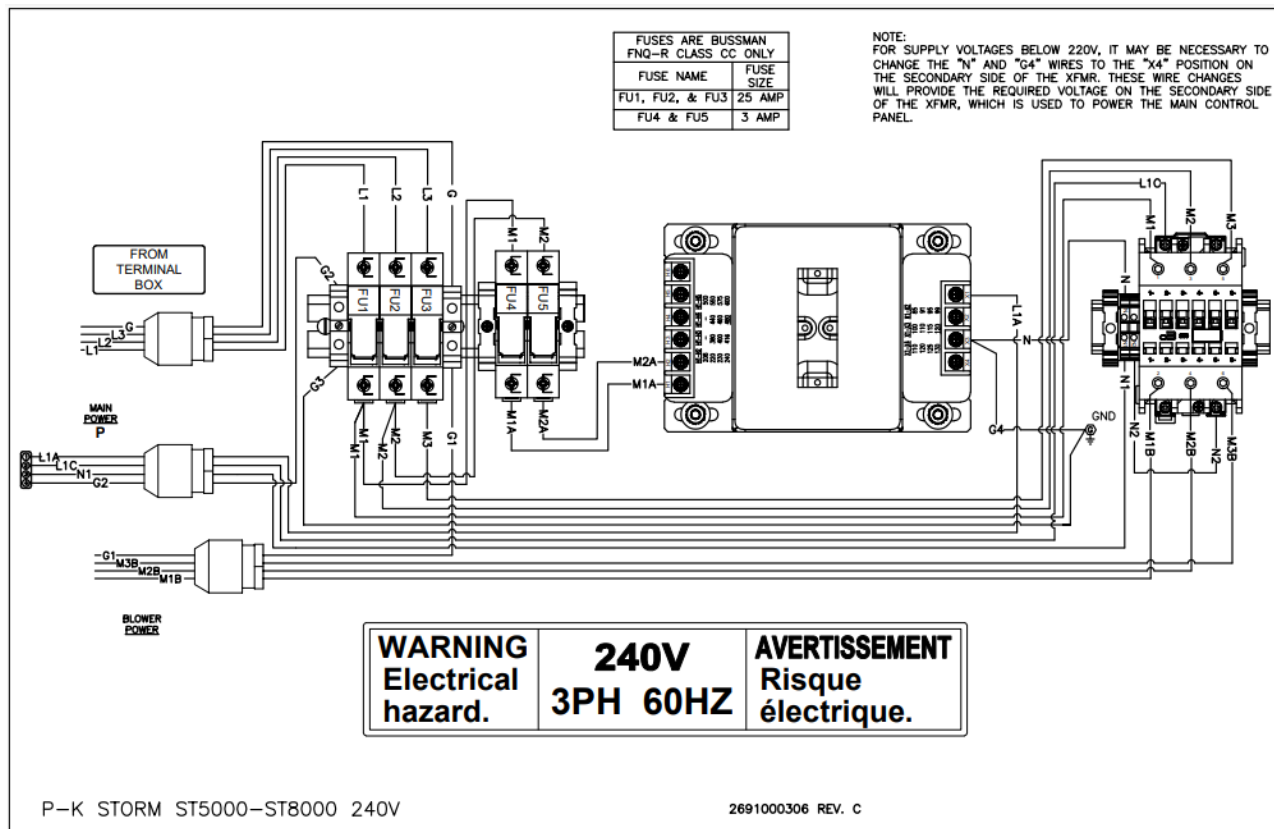 FUSES ARE BUSSMAN
FNQ-R CLASS CC ONLY
FUSE NAME
FUSE
SIZE
FU1, FU2, & FU3
25 AMP
FU4 & FU5
3 AMP
NOTE:
FOR SUPPLY VOLTAGES BELOW 220V, IT MAY BE NECESSARY TO
CHANGE THE "N" AND "G4" WIRES TO THE "X4" POSITION ON
THE SECONDARY SIDE OF THE XFMR. THESE WIRE CHANGES
WILL PROVIDE THE REQUIRED VOLTAGE ON THE SECONDARY SIDE
OF THE XFMR, WHICH IS USED TO POWER THE MAIN CONTROL
PANEL.
L1
L2
L3
G
M1
M2
L1C
M1
M2
M3
FROM
TERMINAL
BOX
G2
FU1
FU2
FU3
FU4
FU5
L1A
N
N
G
L3
L2
L1
G3
M2A
M1A
MAIN
POWER
P
M1
M2
M3
G1
M1
M2
M1A
M2A
G4
GND
N1
N2
M1B
M2B
N2
M3B
L1A
L1C
N1
G2
G1
M3B
M2B
M1B
BLOWER
POWER
WARNING
Electrical
hazard.
240V
3PH 60HZ
AVERTISSEMENT
Risque
électrique.
P-K STORM ST5000-ST8000 240V
2691000306 REV. C